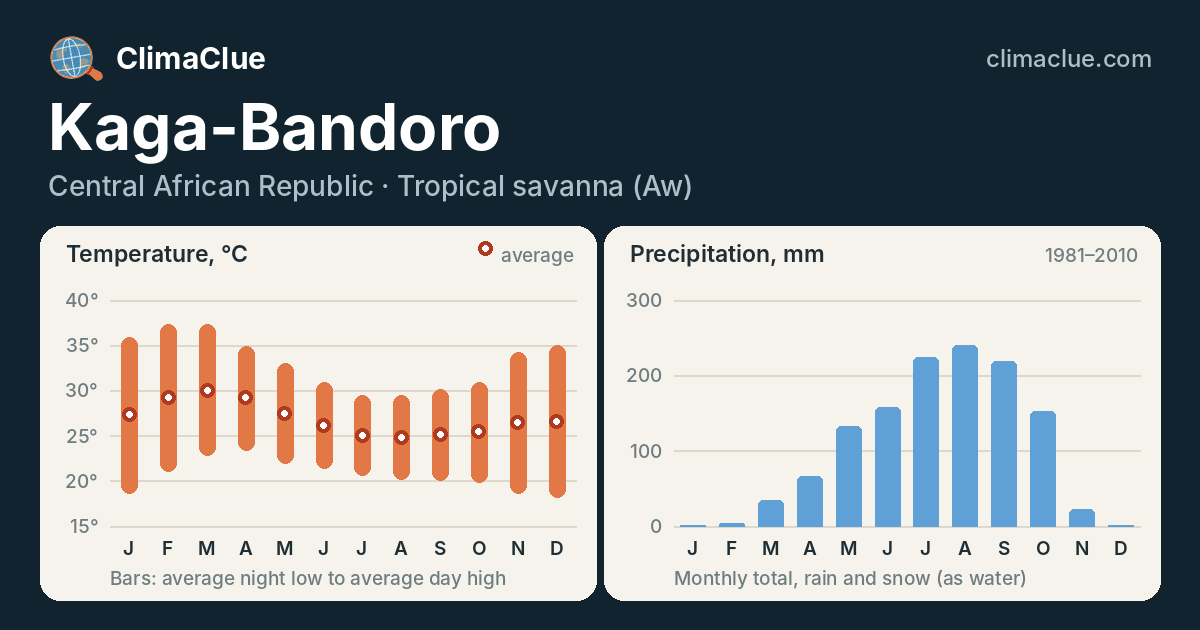 ClimaClue
climaclue.com
Kaga-Bandoro
Central African Republic · Tropical savanna (Aw)
Temperature, °C
average
40°
35°
30°
25°
20°
15°
J F M A M J J A S O N D
Bars: average night low to average day high
Precipitation, mm
1981–2010
300
200
100
0
J F M A M J J A S O N D
Monthly total, rain and snow (as water)